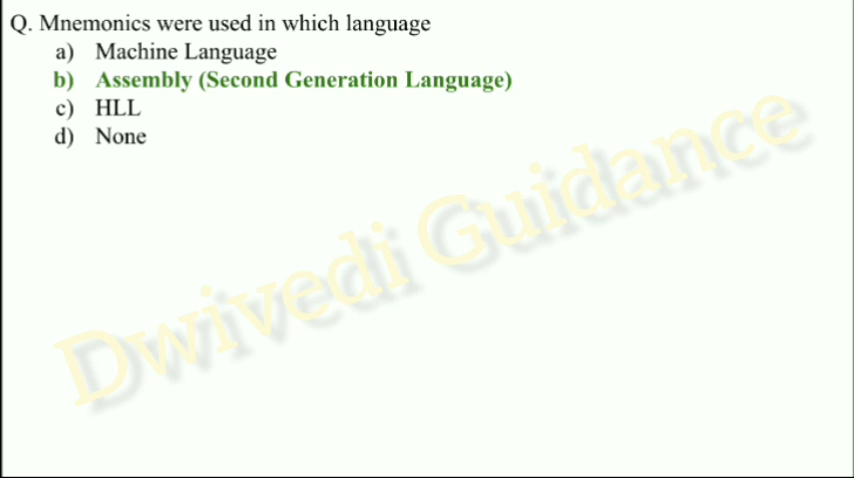 Q. Mnemonics were used in which language
a) Machine Language
b) Assembly (Second Generation Language)
c) HLL
d) None
Dwivedi Guidance